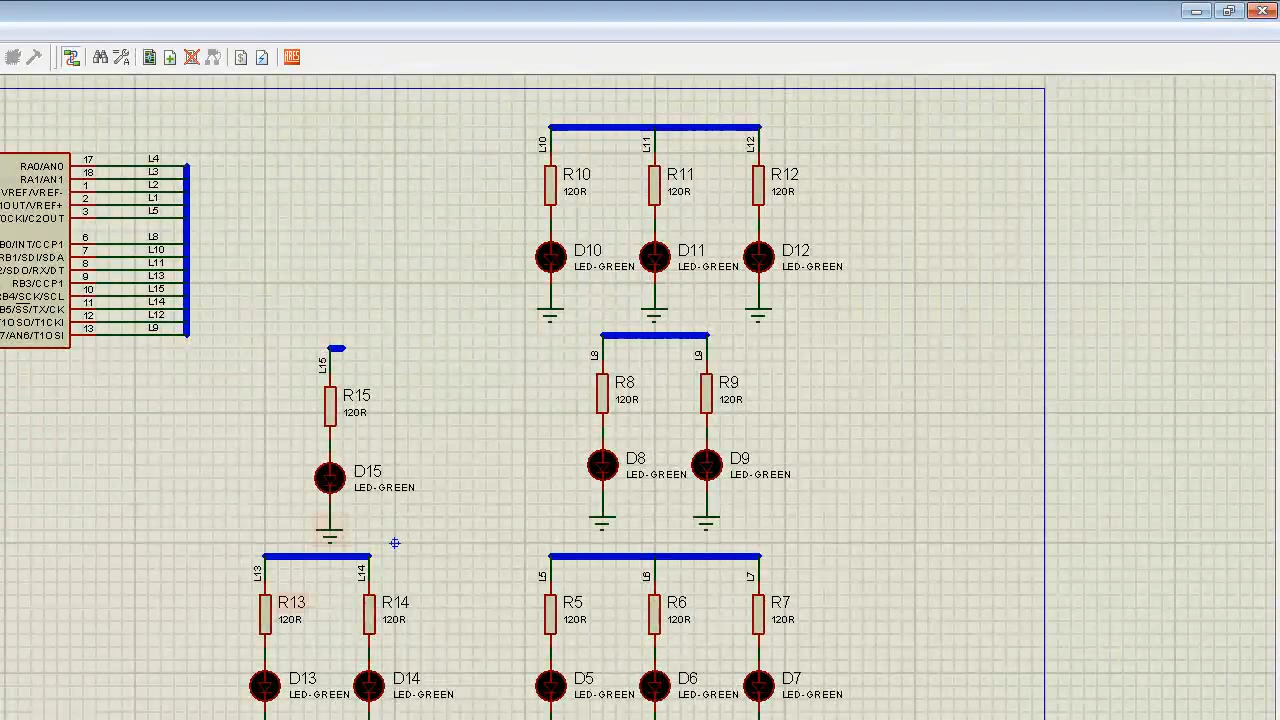 ARES
L10
L11
L12
R10
120R
R11
120R
R12
120R
D10
LED-GREEN
D11
LED-GREEN
D12
LED-GREEN
RA0/AN0
17
L4
RA1/AN1
18
L3
VREF/VREF-
1
L2
1OUT/VREF+
2
L1
OCKI/C2OUT
3
L5
B0/INT/CCP1
6
L8
RB1/SDI/SDA
7
L10
2/SDO/RX/DT
8
L11
RB3/CCP1
9
L13
RB4/SCK/SCL
10
L15
B5/SS/TX/CK
11
L14
T1OSO/T1CKI
12
L12
7/AN6/T1OSI
13
L9
L15
R15
120R
D15
LED-GREEN
L8
L9
R8
120R
R9
120R
D8
LED-GREEN
D9
LED-GREEN
L13
L14
R13
120R
R14
120R
D13
LED-GREEN
D14
LED-GREEN
L5
L6
L7
R5
120R
R6
120R
R7
120R
D5
LED-GREEN
D6
LED-GREEN
D7
LED-GREEN